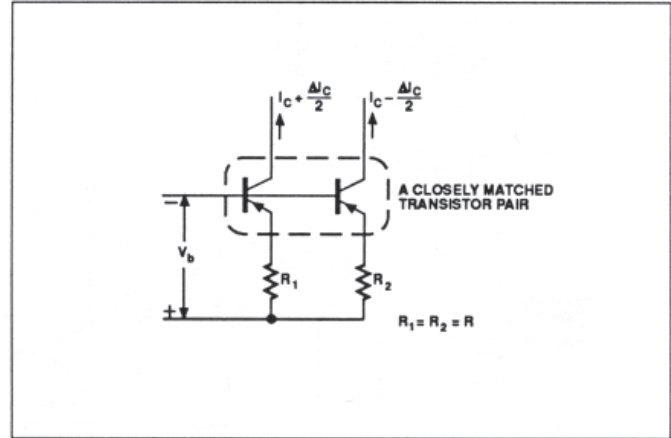 I_C + ΔI_C/2
I_C − ΔI_C/2
A CLOSELY MATCHED
TRANSISTOR PAIR
−
V_b
R_1
R_2
+
R_1 = R_2 = R